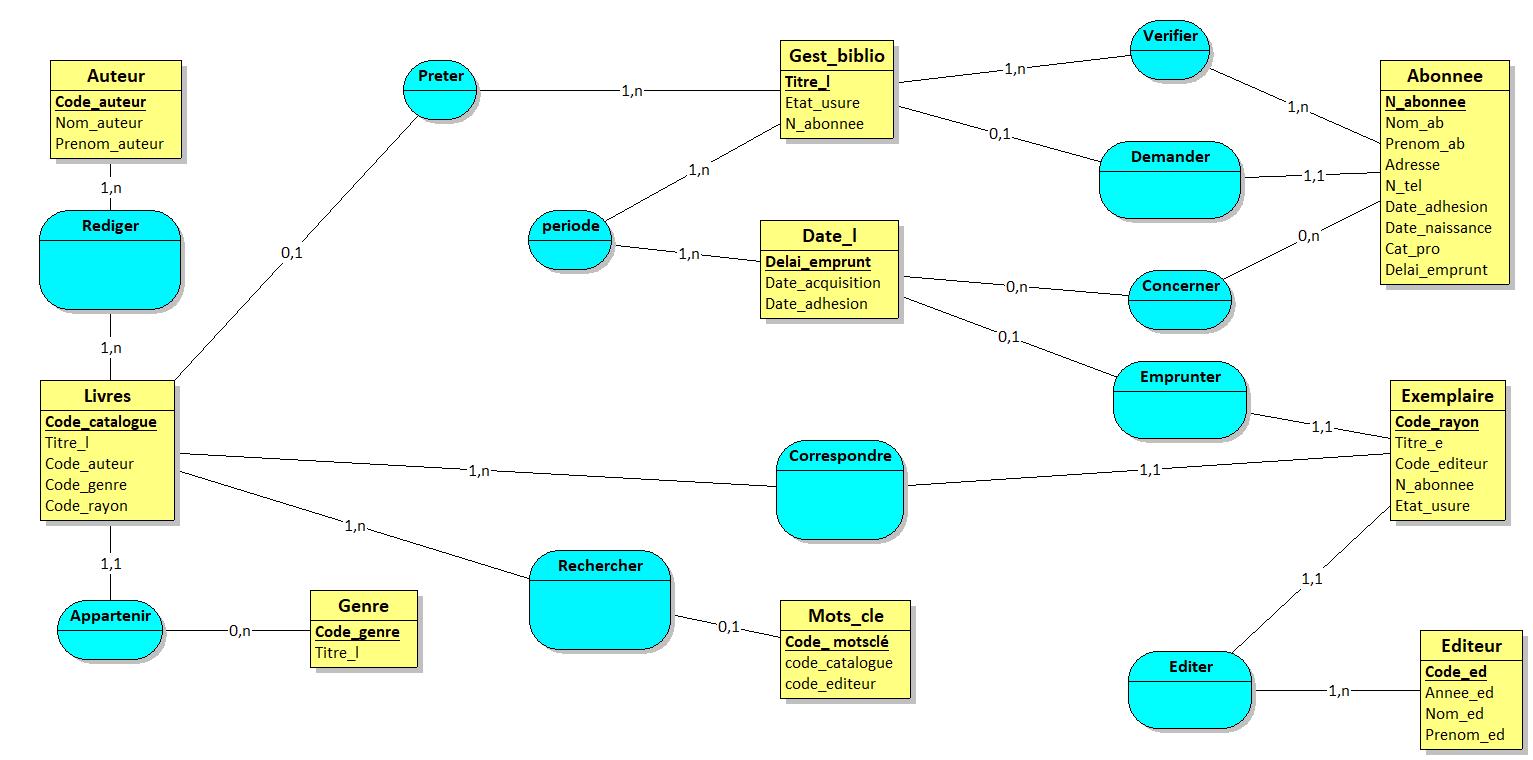 Auteur
Code_auteur
Nom_auteur
Prenom_auteur
1,n
Rediger
1,n
Livres
Code_catalogue
Titre_l
Code_auteur
Code_genre
Code_rayon
1,1
Appartenir
0,n
Genre
Code_genre
Titre_l
0,1
Preter
1,n
Gest_biblio
Titre_l
Etat_usure
N_abonnee
1,n
periode
1,n
Date_l
Delai_emprunt
Date_acquisition
Date_adhesion
1,n
Verifier
1,n
0,1
Demander
1,1
Abonnee
N_abonnee
Nom_ab
Prenom_ab
Adresse
N_tel
Date_adhesion
Date_naissance
Cat_pro
Delai_emprunt
0,n
Concerner
0,n
0,1
Emprunter
1,1
Exemplaire
Code_rayon
Titre_e
Code_editeur
N_abonnee
Etat_usure
1,n
Correspondre
1,1
1,n
Rechercher
0,1
Mots_cle
Code_ motsclé
code_catalogue
code_editeur
1,1
Editer
1,n
Editeur
Code_ed
Annee_ed
Nom_ed
Prenom_ed